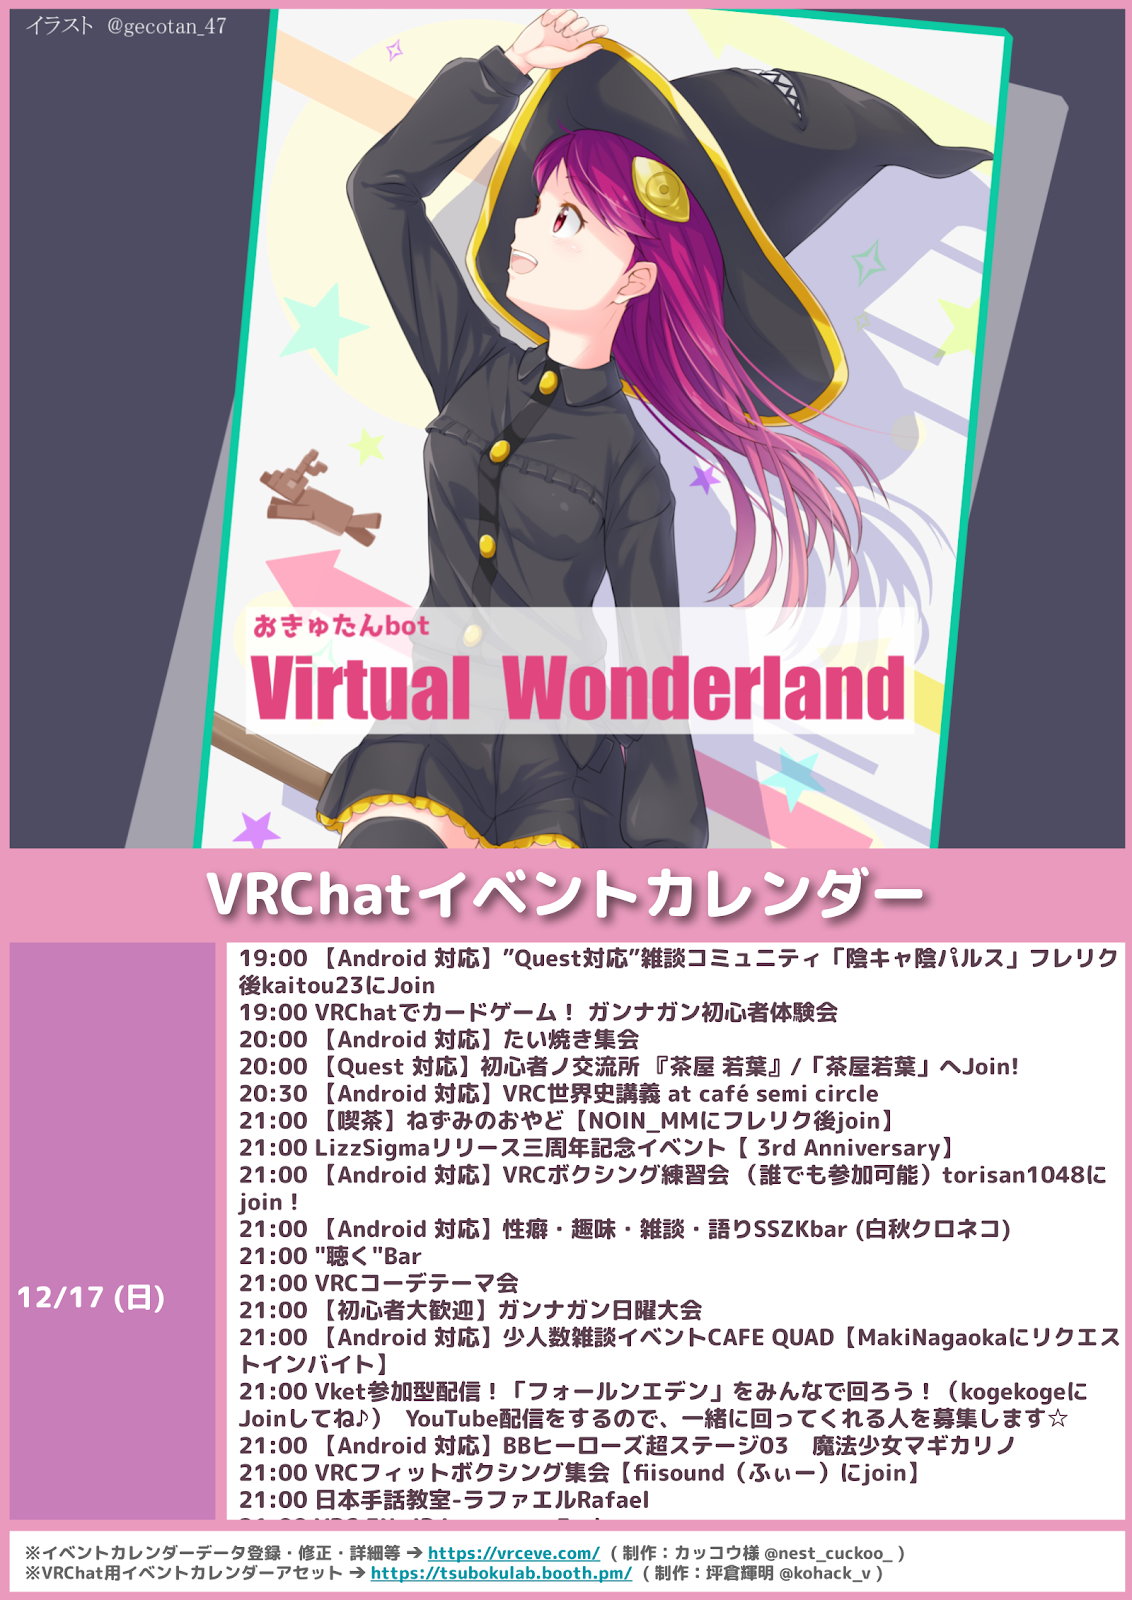 イラスト @gecotan_47
おきゅたんbot
Virtual Wonderland
VRChatイベントカレンダー
12/17 (日)
19:00 【Android 対応】”Quest対応”雑談コミュニティ「陰キャ陰パルス」フレリク
後kaitou23にJoin
19:00 VRChatでカードゲーム！ ガンナガン初心者体験会
20:00 【Android 対応】たい焼き集会
20:00 【Quest 対応】初心者ノ交流所 『茶屋 若葉』/「茶屋若葉」へJoin!
20:30 【Android 対応】VRC世界史講義 at café semi circle
21:00 【喫茶】ねずみのおやど【NOIN_MMにフレリク後join】
21:00 LizzSigmaリリース三周年記念イベント【 3rd Anniversary】
21:00 【Android 対応】VRCボクシング練習会 （誰でも参加可能）torisan1048に
join！
21:00 【Android 対応】性癖・趣味・雑談・語りSSZKbar (白秋クロネコ)
21:00 "聴く"Bar
21:00 VRCコーデテーマ会
21:00 【初心者大歓迎】ガンナガン日曜大会
21:00 【Android 対応】少人数雑談イベントCAFE QUAD【MakiNagaokaにリクエス
トインバイト】
21:00 Vket参加型配信！「フォールンエデン」をみんなで回ろう！（kogekogeに
Joinしてね♪） YouTube配信をするので、一緒に回ってくれる人を募集します☆
21:00 【Android 対応】BBヒーローズ超ステージ03　魔法少女マギカリノ
21:00 VRCフィットボクシング集会【fiisound（ふぃー）にjoin】
21:00 日本手話教室-ラファエルRafael
※イベントカレンダーデータ登録・修正・詳細等 ➔ https://vrceve.com/ ( 制作：カッコウ様 @nest_cuckoo_ )
※VRChat用イベントカレンダーアセット ➔ https://tsubokulab.booth.pm/ ( 制作：坪倉輝明 @kohack_v )